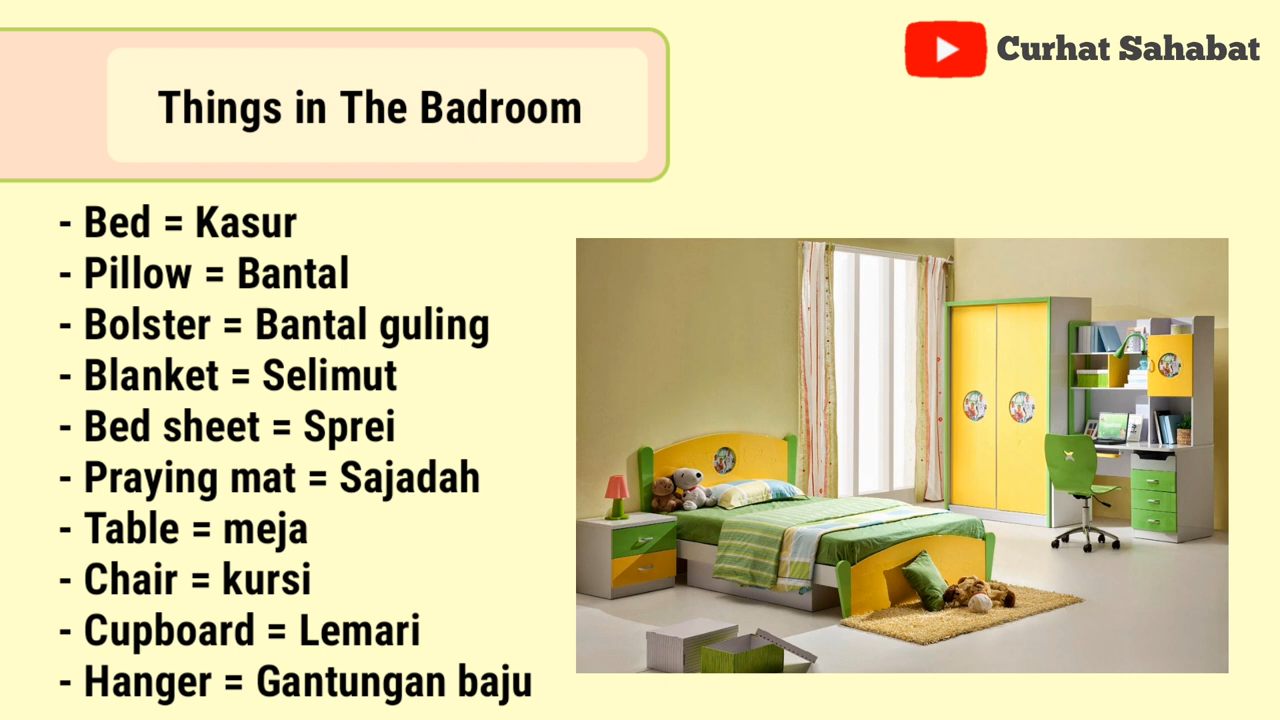 Curhat Sahabat
Things in The Badroom
- Bed = Kasur
- Pillow = Bantal
- Bolster = Bantal guling
- Blanket = Selimut
- Bed sheet = Sprei
- Praying mat = Sajadah
- Table = meja
- Chair = kursi
- Cupboard = Lemari
- Hanger = Gantungan baju